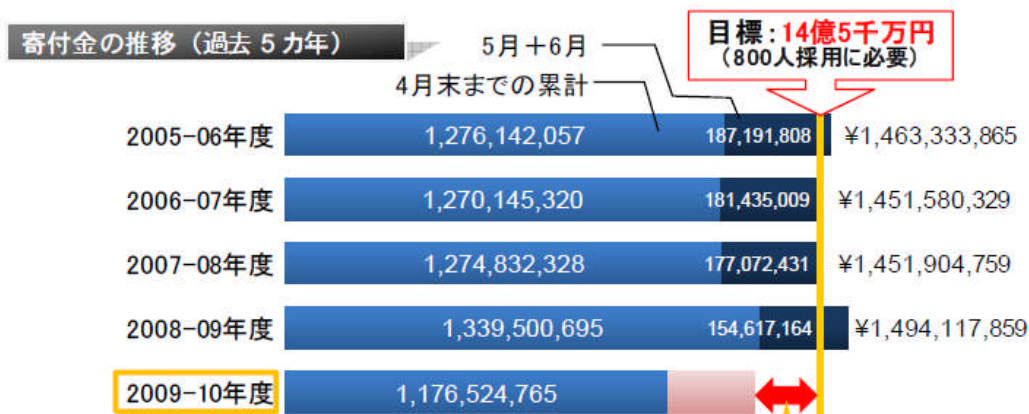 寄付金の推移（過去 5 カ年）
5月＋6月
4月末までの累計
目標：14億5千万円
（800人採用に必要）
2005-06年度 1,276,142,057 187,191,808 ¥1,463,333,865
2006-07年度 1,270,145,320 181,435,009 ¥1,451,580,329
2007-08年度 1,274,832,328 177,072,431 ¥1,451,904,759
2008-09年度 1,339,500,695 154,617,164 ¥1,494,117,859
2009-10年度 1,176,524,765